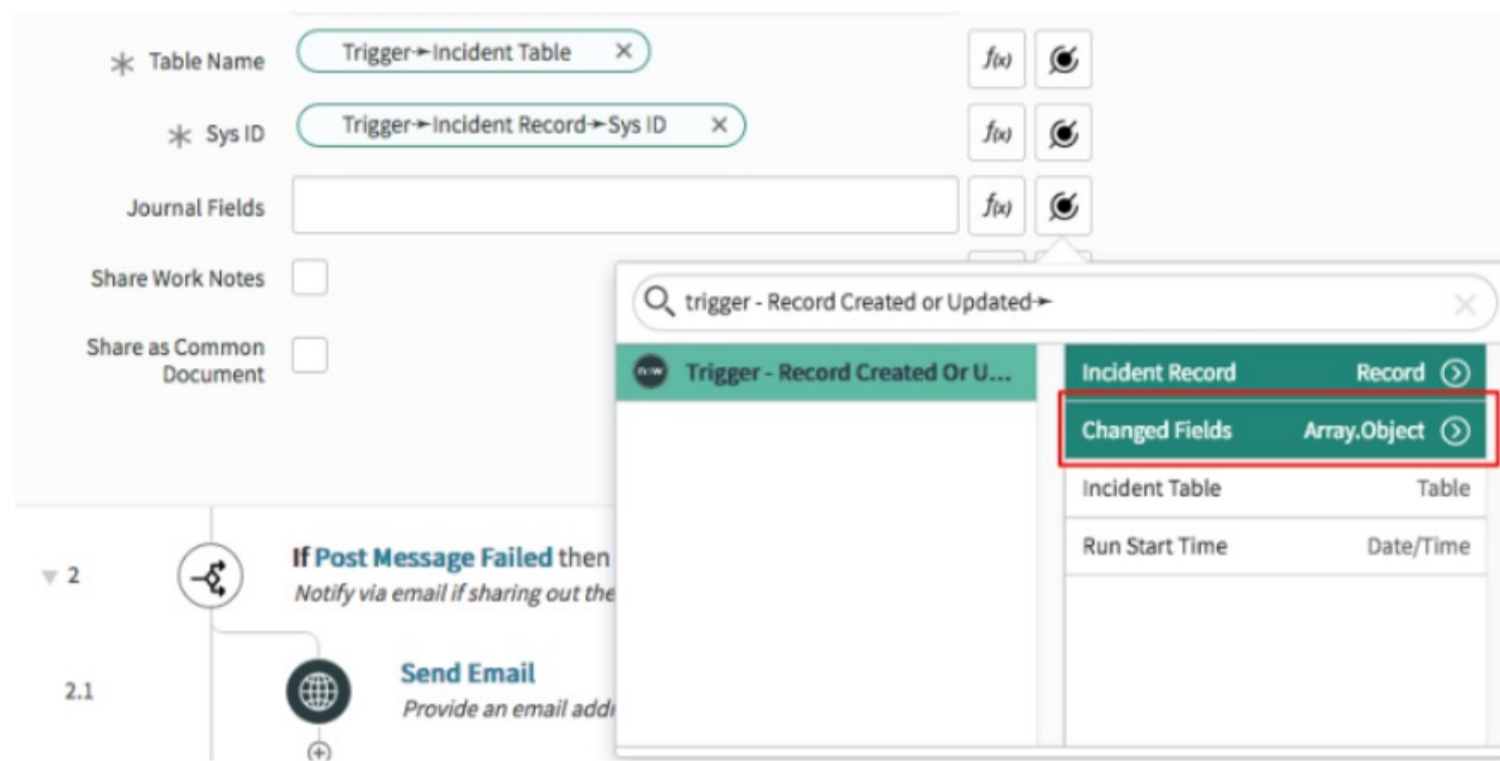 Table Name
Trigger➛Incident Table
f(x)
Sys ID
Trigger➛Incident Record➛Sys ID
f(x)
Journal Fields
f(x)
Share Work Notes
Share as Common
Document
trigger - Record Created or Updated➛
now
Trigger - Record Created Or U...
Incident Record Record
Changed Fields Array.Object
Incident Table Table
Run Start Time Date/Time
2
If Post Message Failed then
Notify via email if sharing out the
2.1
Send Email
Provide an email addr